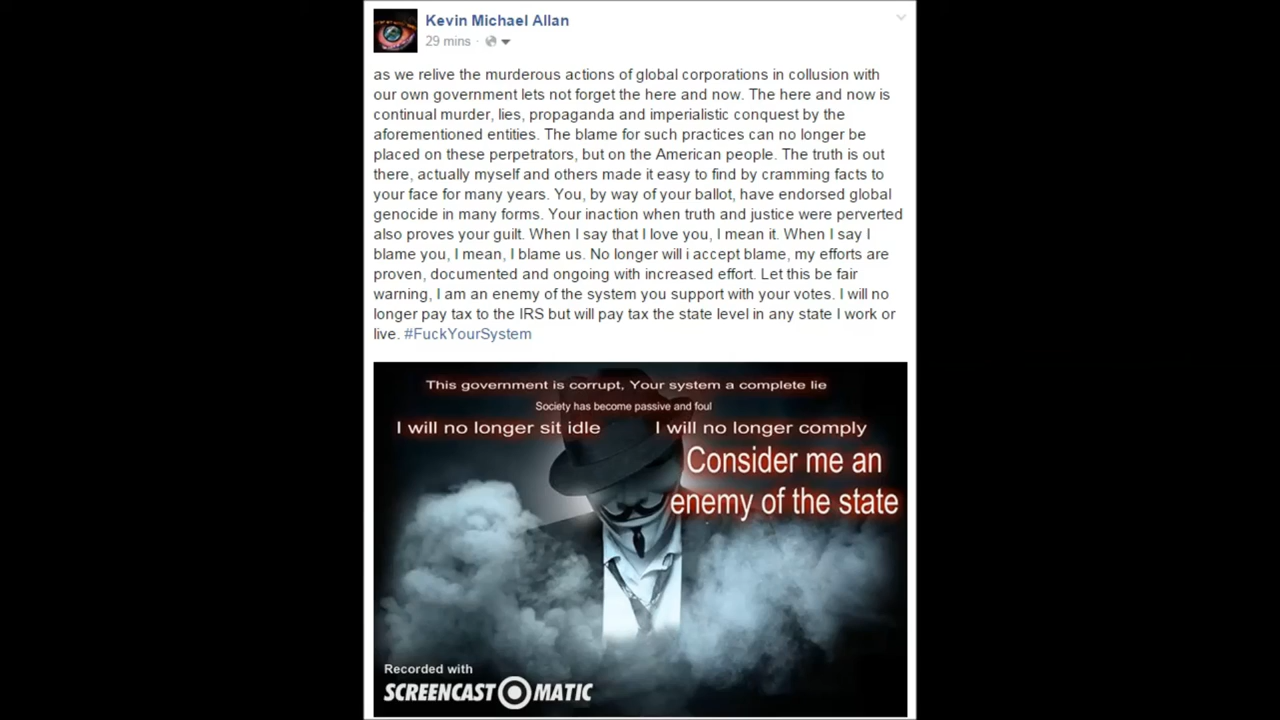 Kevin Michael Allan
29 mins ·
as we relive the murderous actions of global corporations in collusion with
our own government lets not forget the here and now. The here and now is
continual murder, lies, propaganda and imperialistic conquest by the
aforementioned entities. The blame for such practices can no longer be
placed on these perpetrators, but on the American people. The truth is out
there, actually myself and others made it easy to find by cramming facts to
your face for many years. You, by way of your ballot, have endorsed global
genocide in many forms. Your inaction when truth and justice were perverted
also proves your guilt. When I say that I love you, I mean it. When I say I
blame you, I mean, I blame us. No longer will i accept blame, my efforts are
proven, documented and ongoing with increased effort. Let this be fair
warning, I am an enemy of the system you support with your votes. I will no
longer pay tax to the IRS but will pay tax the state level in any state I work or
live. #FuckYourSystem
This government is corrupt, Your system a complete lie
Society has become passive and foul
I will no longer sit idle I will no longer comply
Consider me an
enemy of the state
Recorded with
SCREENCAST O MATIC